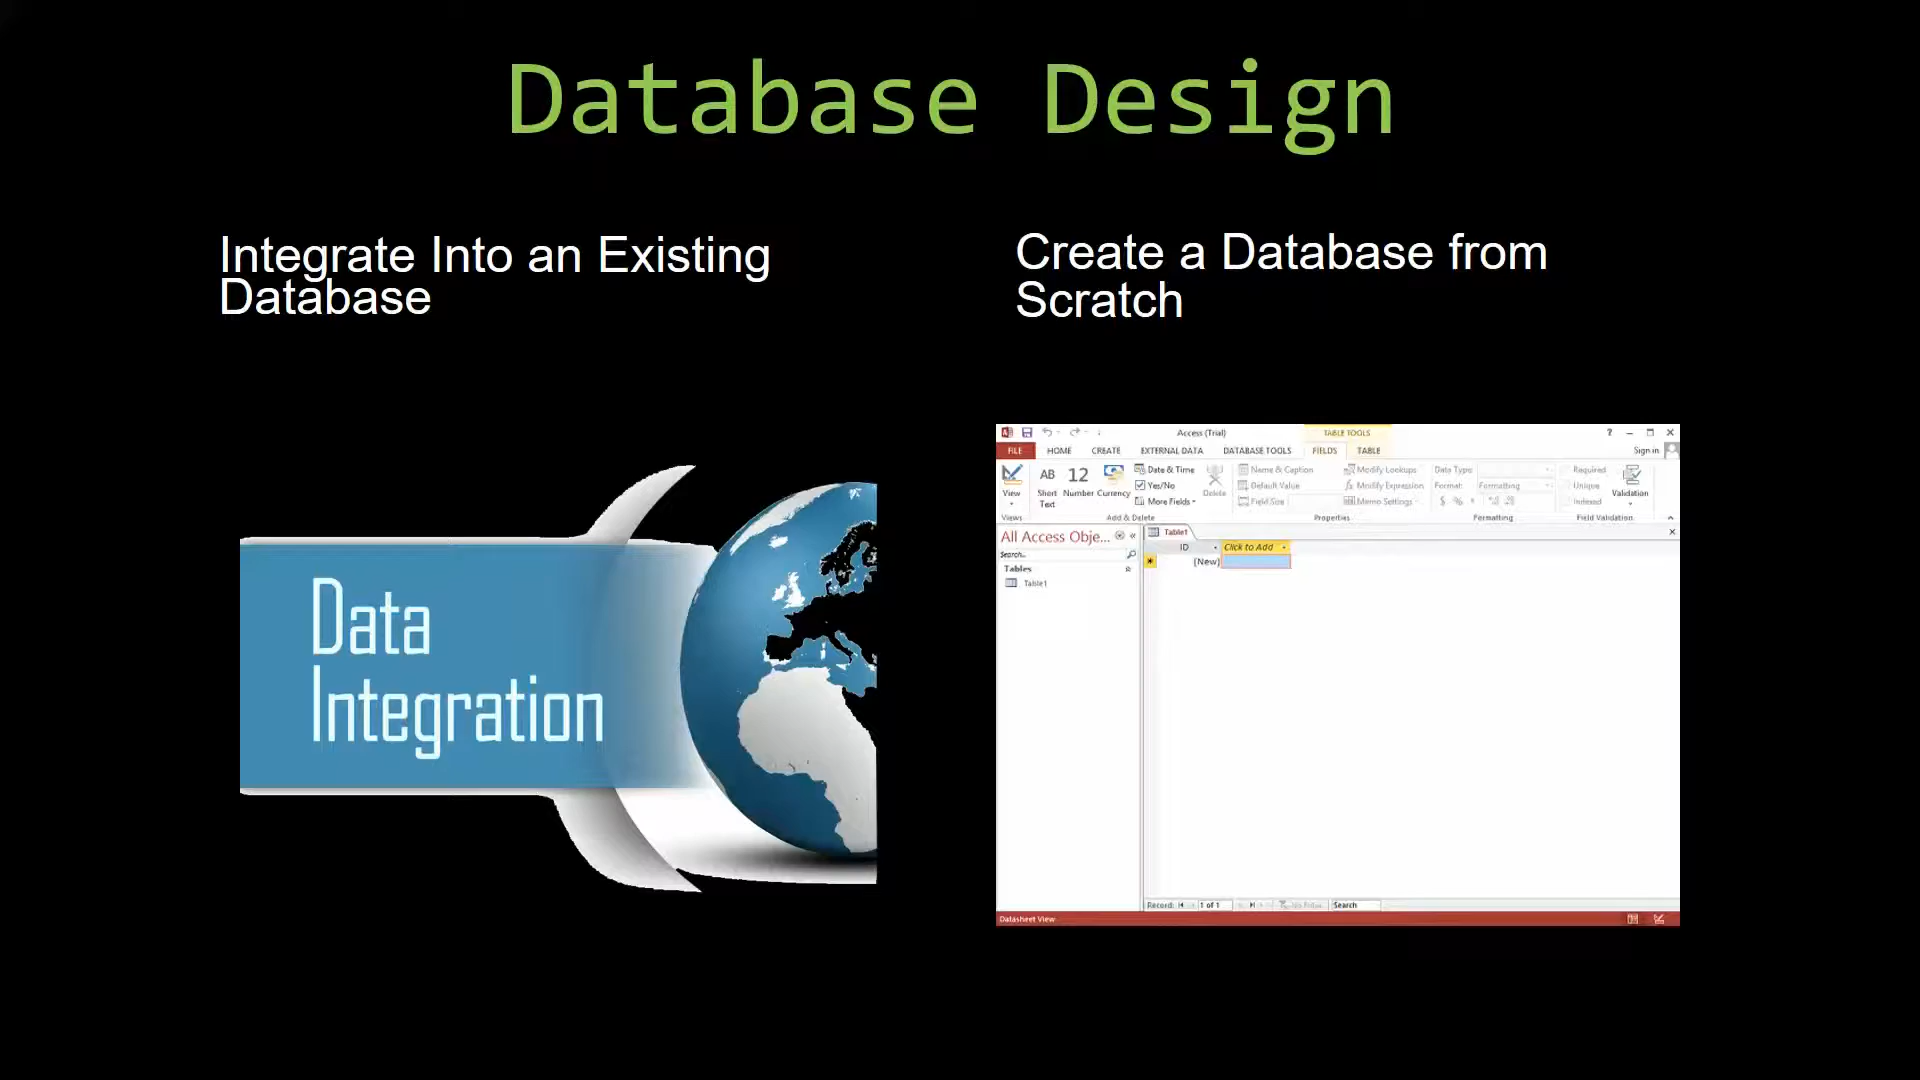 Database Design
Integrate Into an Existing
Database
Create a Database from
Scratch
Data
Integration
Access (Trial)
TABLE TOOLS
FILE HOME CREATE EXTERNAL DATA DATABASE TOOLS FIELDS TABLE
Sign in
View
Views
AB
Short
Text
12
Number
Currency
Date & Time
Yes/No
More Fields
Delete
Add & Delete
Name & Caption
Default Value
Field Size
Modify Lookups
Modify Expression
Memo Settings
Properties
Data Type:
Format: Formatting
$ %
Formatting
Required
Unique
Indexed
Validation
Field Validation
All Access Obje...
Search...
Tables
Table1
Table1
ID Click to Add
(New)
Record: 1 of 1 Search
Datasheet View